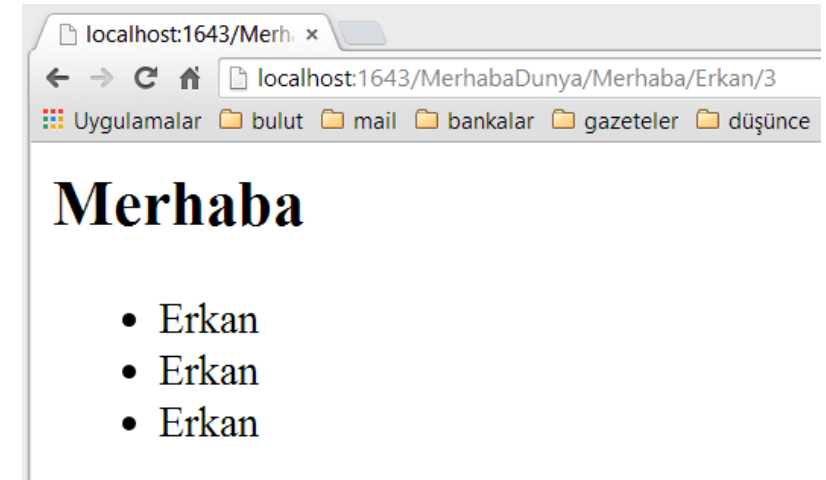 localhost:1643/Merh
localhost:1643/MerhabaDunya/Merhaba/Erkan/3
Uygulamalar bulut mail bankalar gazeteler düşünce
Merhaba
• Erkan
• Erkan
• Erkan